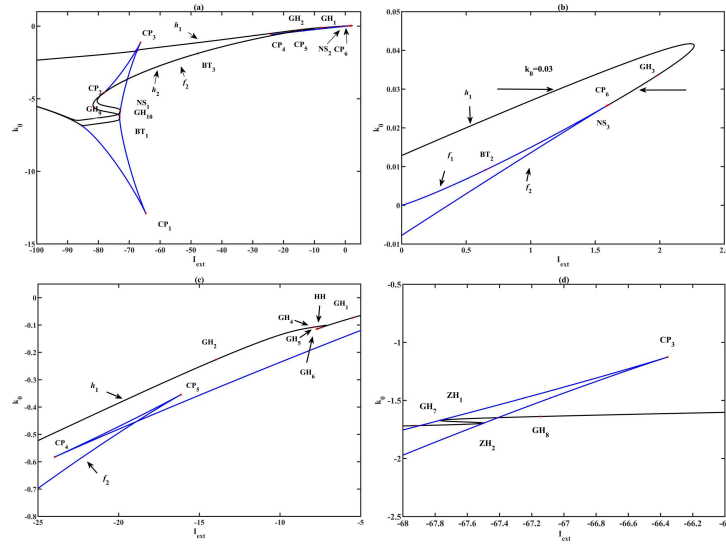 (a)
CP3
h1
GH2
GH1
CP4
CP5
NS2
CP6
BT3
h2
f2
CP2
GH9
NS1
GH10
BT1
CP1
k0
0
-5
-10
-15
-100 -90 -80 -70 -60 -50 -40 -30 -20 -10 0
Iext
(b)
k0=0.03
GH3
h1
CP6
NS3
f1
BT2
f2
k0
0.05
0.04
0.03
0.02
0.01
0
-0.01
0 0.5 1 1.5 2 2.
Iext
(c)
HH
GH1
GH4
GH5
GH2
GH6
h1
CP5
CP4
f2
k0
0
-0.1
-0.2
-0.3
-0.4
-0.5
-0.6
-0.7
-0.8
-25 -20 -15 -10 -5
Iext
(d)
CP3
ZH1
GH7
GH8
ZH2
k0
-0.5
-1
-1.5
-2
-2.5
-68 -67.8 -67.6 -67.4 -67.2 -67 -66.8 -66.6 -66.4 -66.2 -6
Iext